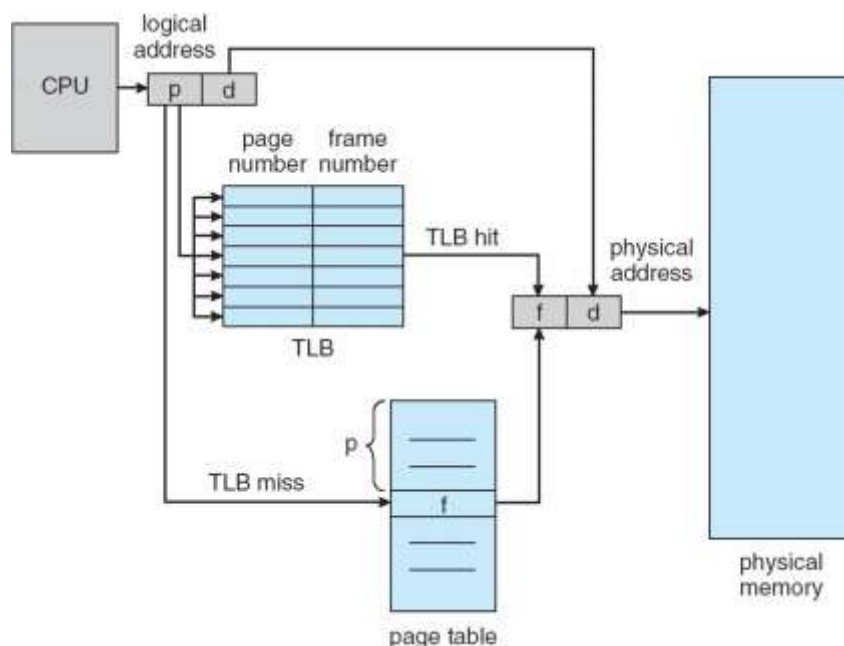 logical
address
CPU
p
d
page
number
frame
number
TLB hit
physical
address
f
d
TLB
p
TLB miss
f
physical
memory
page table